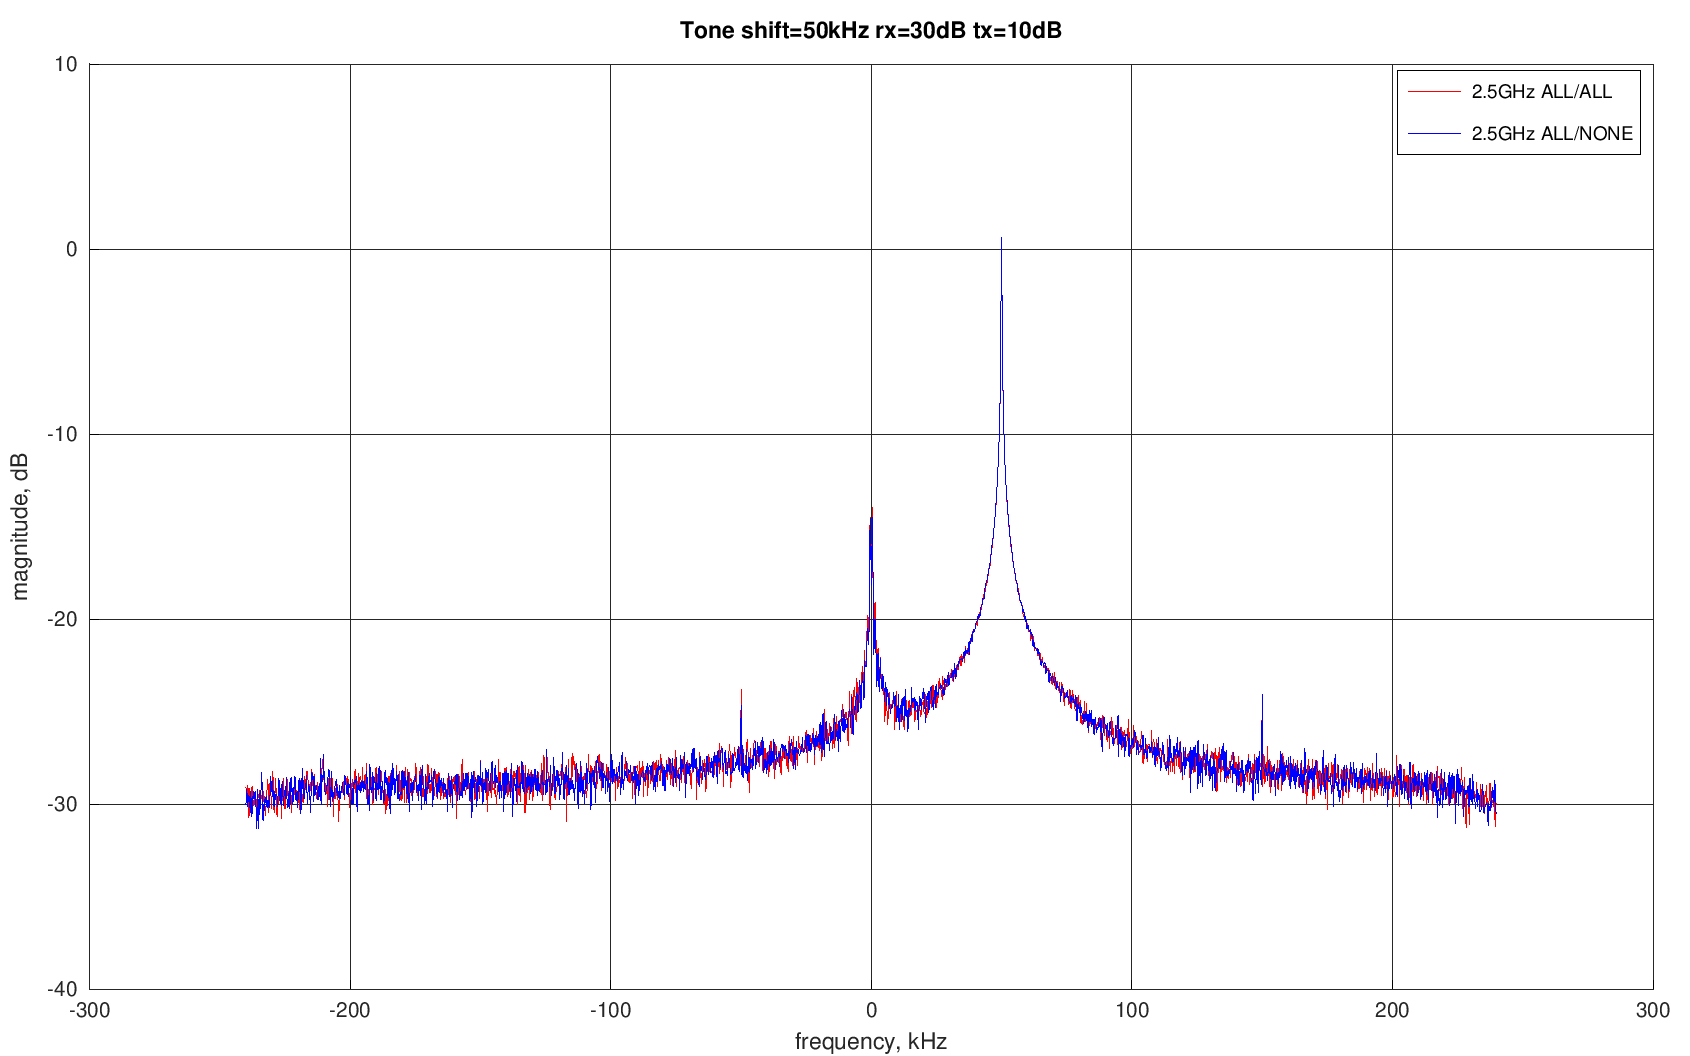 Tone shift=50kHz rx=30dB tx=10dB
2.5GHz ALL/ALL
2.5GHz ALL/NONE
magnitude, dB
10
0
-10
-20
-30
-40
-300
-200
-100
0
100
200
300
frequency, kHz